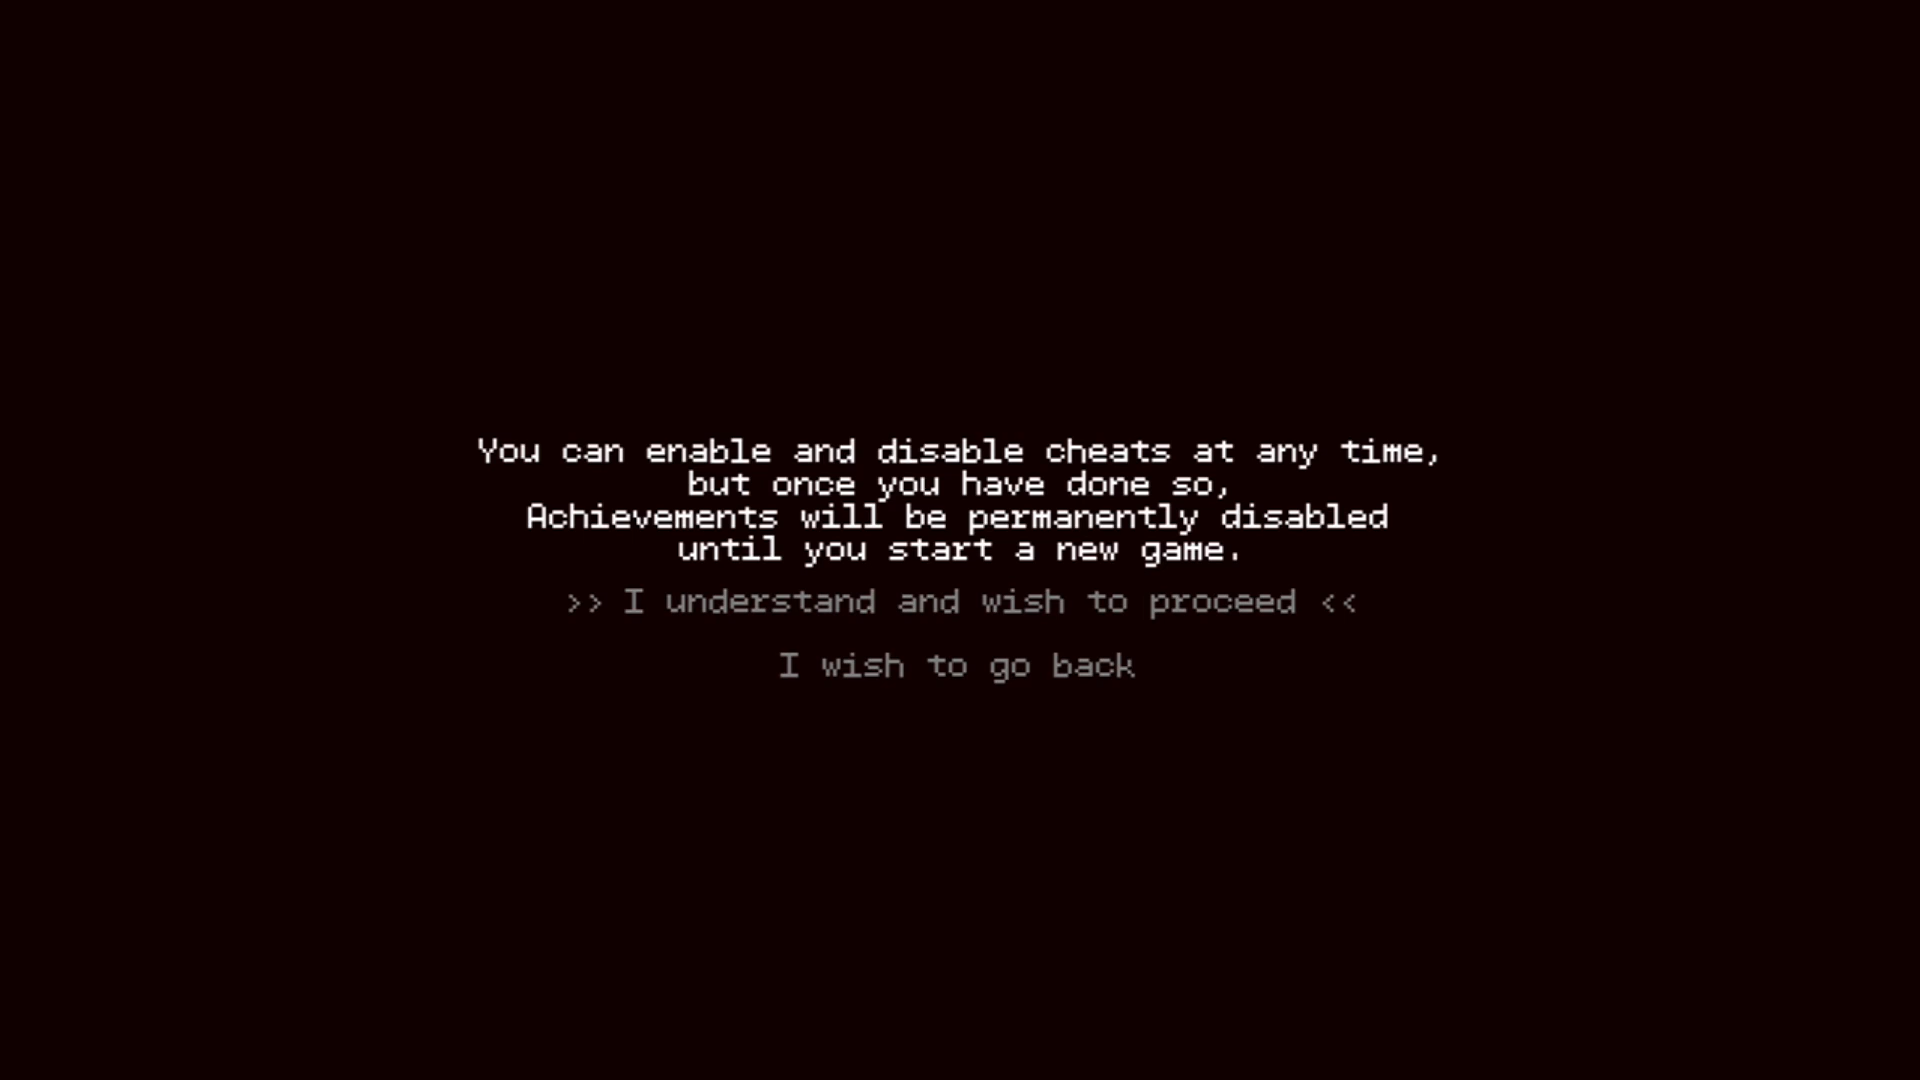 You can enable and disable cheats at any time,
but once you have done so,
Achievements will be permanently disabled
until you start a new game.
>> I understand and wish to proceed <<
I wish to go back